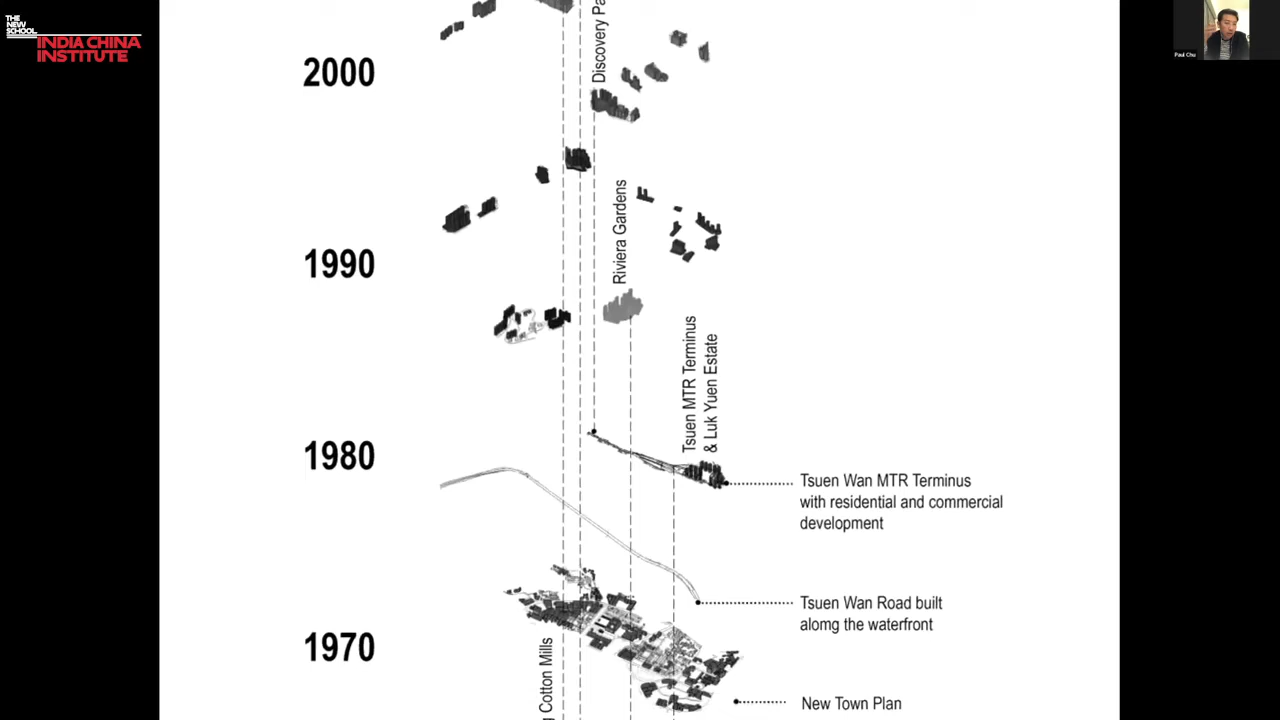 THE
NEW
SCHOOL
INDIA CHINA
INSTITUTE
Paul Chu
2000
Discovery
1990
Riviera Gardens
Tsuen MTR Terminus
& Luk Yuen Estate
1980
Tsuen Wan MTR Terminus
with residential and commercial
development
Tsuen Wan Road built
alomg the waterfront
1970
Cotton Mills
New Town Plan